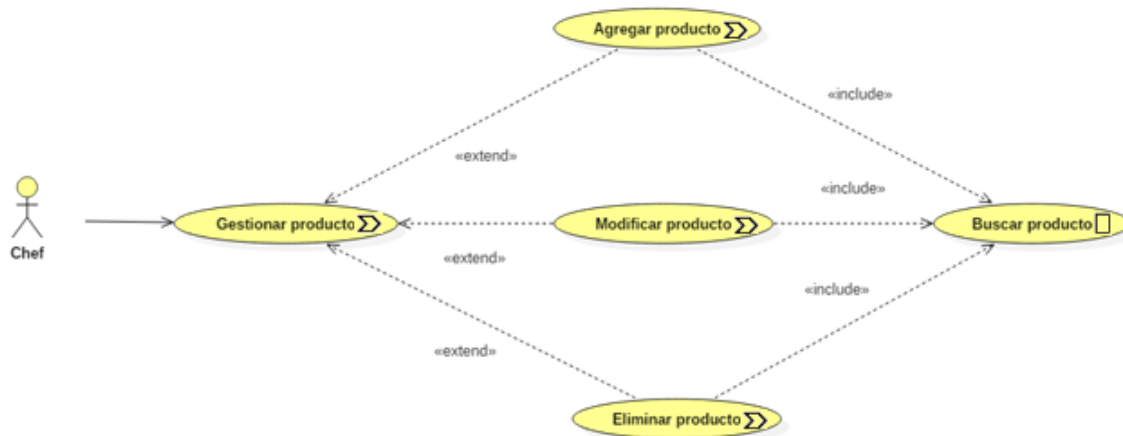 Agregar producto
«include»
«extend»
«include»
Gestionar producto
Modificar producto
Buscar producto
Chef
«extend»
«include»
«extend»
Eliminar producto